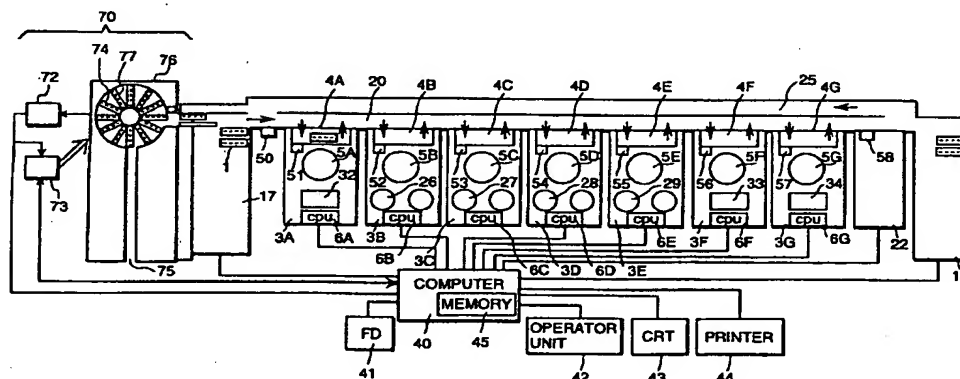 70
74 77 76 4A 20 4B 4C 4D 4E 4F 25 4G
72
50 58
51 5A 52 5B 53 5C 54 5D 55 5E 56 5F 57 5G
73 1 32 26 27 28 29 33 34
17 cpu cpu cpu cpu cpu cpu cpu 22
3A 6A 3B 3C 6E 3F 6F 3G 6G
75 6B 6C 3D 6D 3E
COMPUTER
MEMORY
FD 40 45 OPERATOR UNIT CRT PRINTER
41 42 43 44